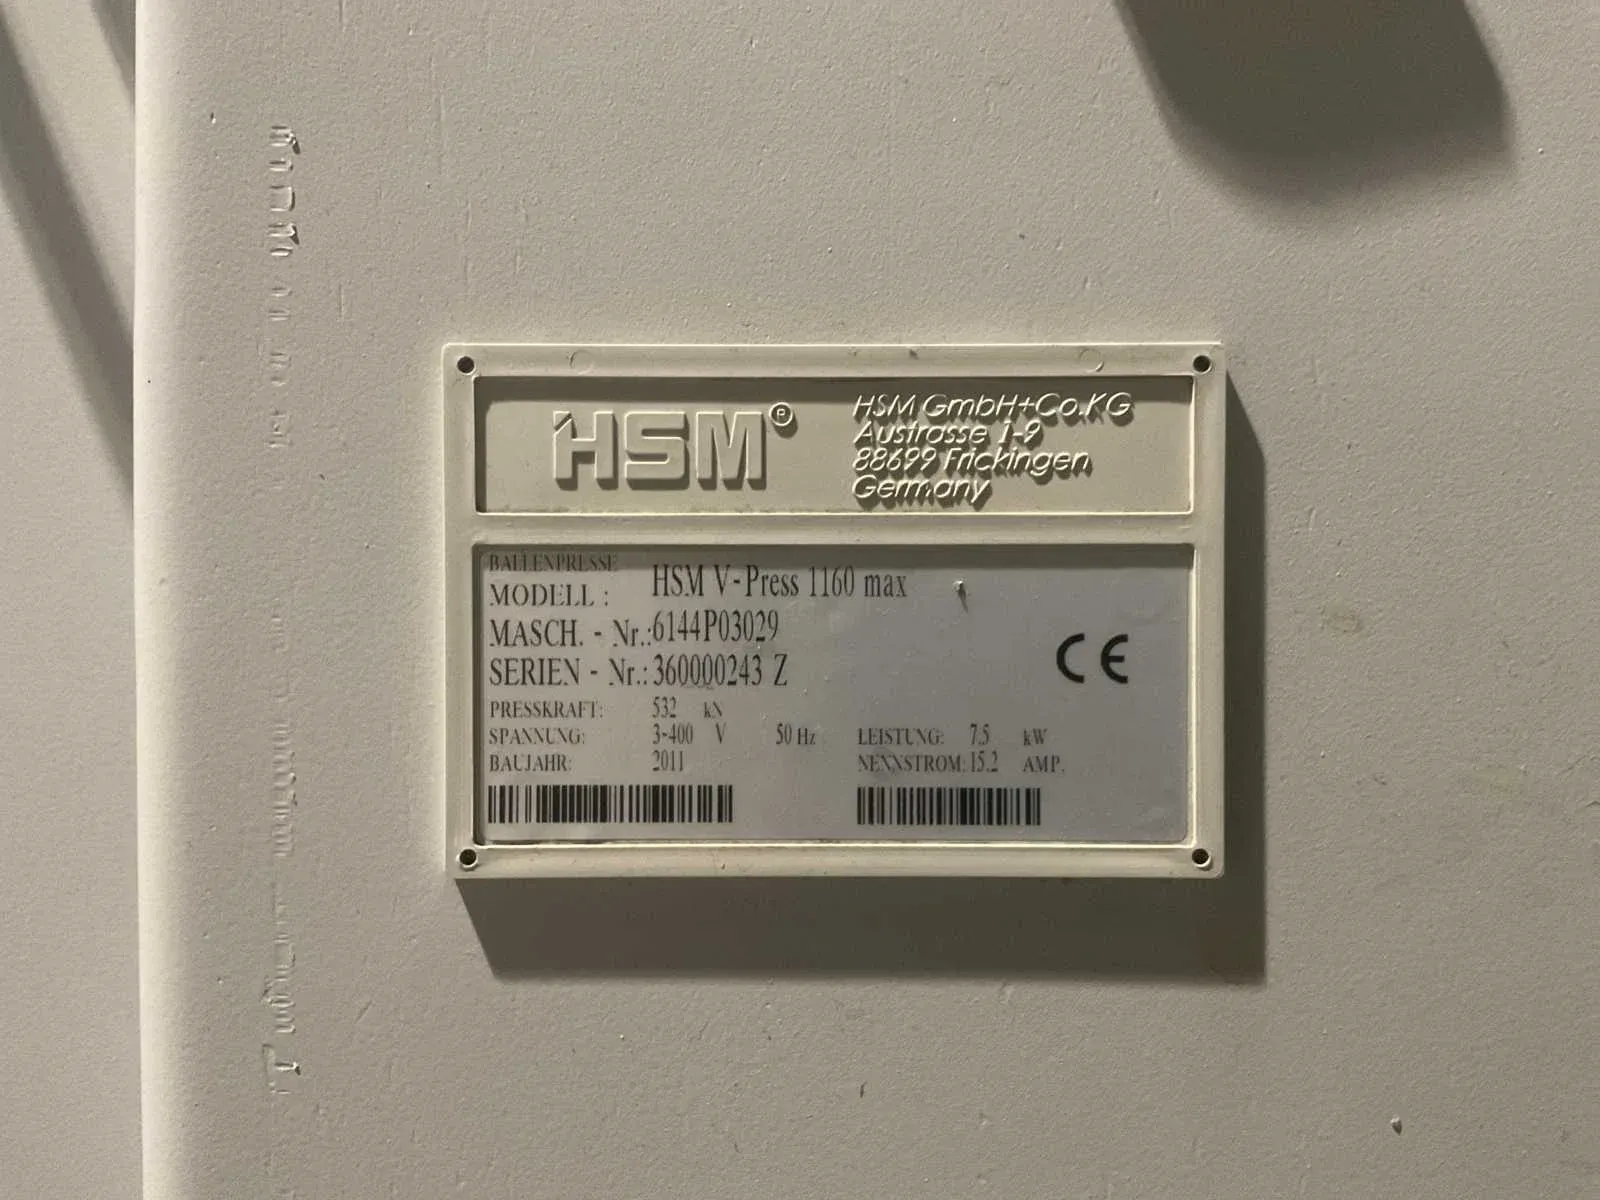 HSM®
HSM GmbH+Co.KG
Austrasse 1-9
88699 Frickingen
Germany
BALLENPRESSE
MODELL : HSM V-Press 1160 max
MASCH. - Nr.: 6144P03029
SERIEN - Nr.: 360000243 Z
PRESSKRAFT: 532 kN
SPANNUNG: 3-400 V 50 Hz LEISTUNG: 7.5 kW
BAUJAHR: 2011 NENNSTROM: 15.2 AMP.
CE